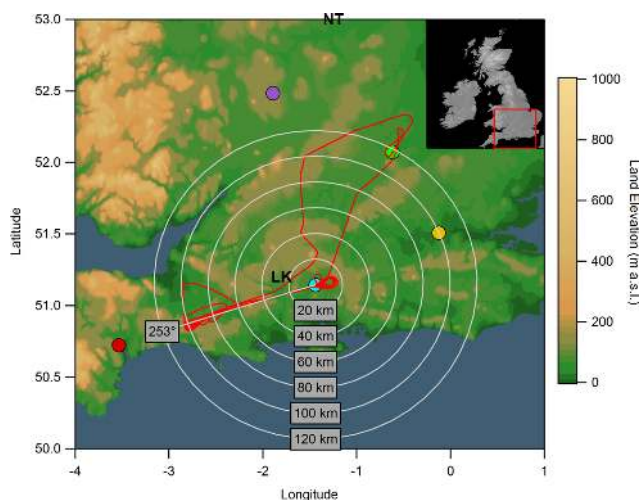 NT
53.0
52.5
52.0
51.5
51.0
50.5
50.0
Latitude
LK
253°
20 km
40 km
60 km
80 km
100 km
120 km
-4
-3
-2
-1
0
1
Longitude
1000
800
600
400
200
0
Land Elevation (m a.s.l.)